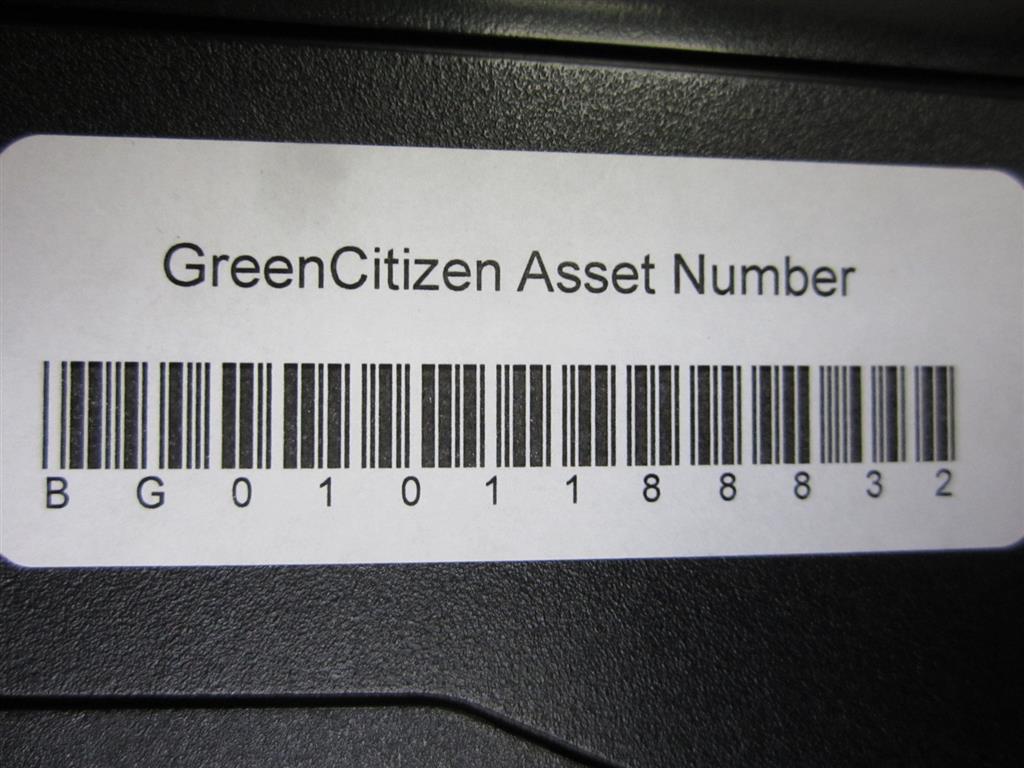 GreenCitizen Asset Number
B G 0 1 0 1 1 8 8 8 3 2